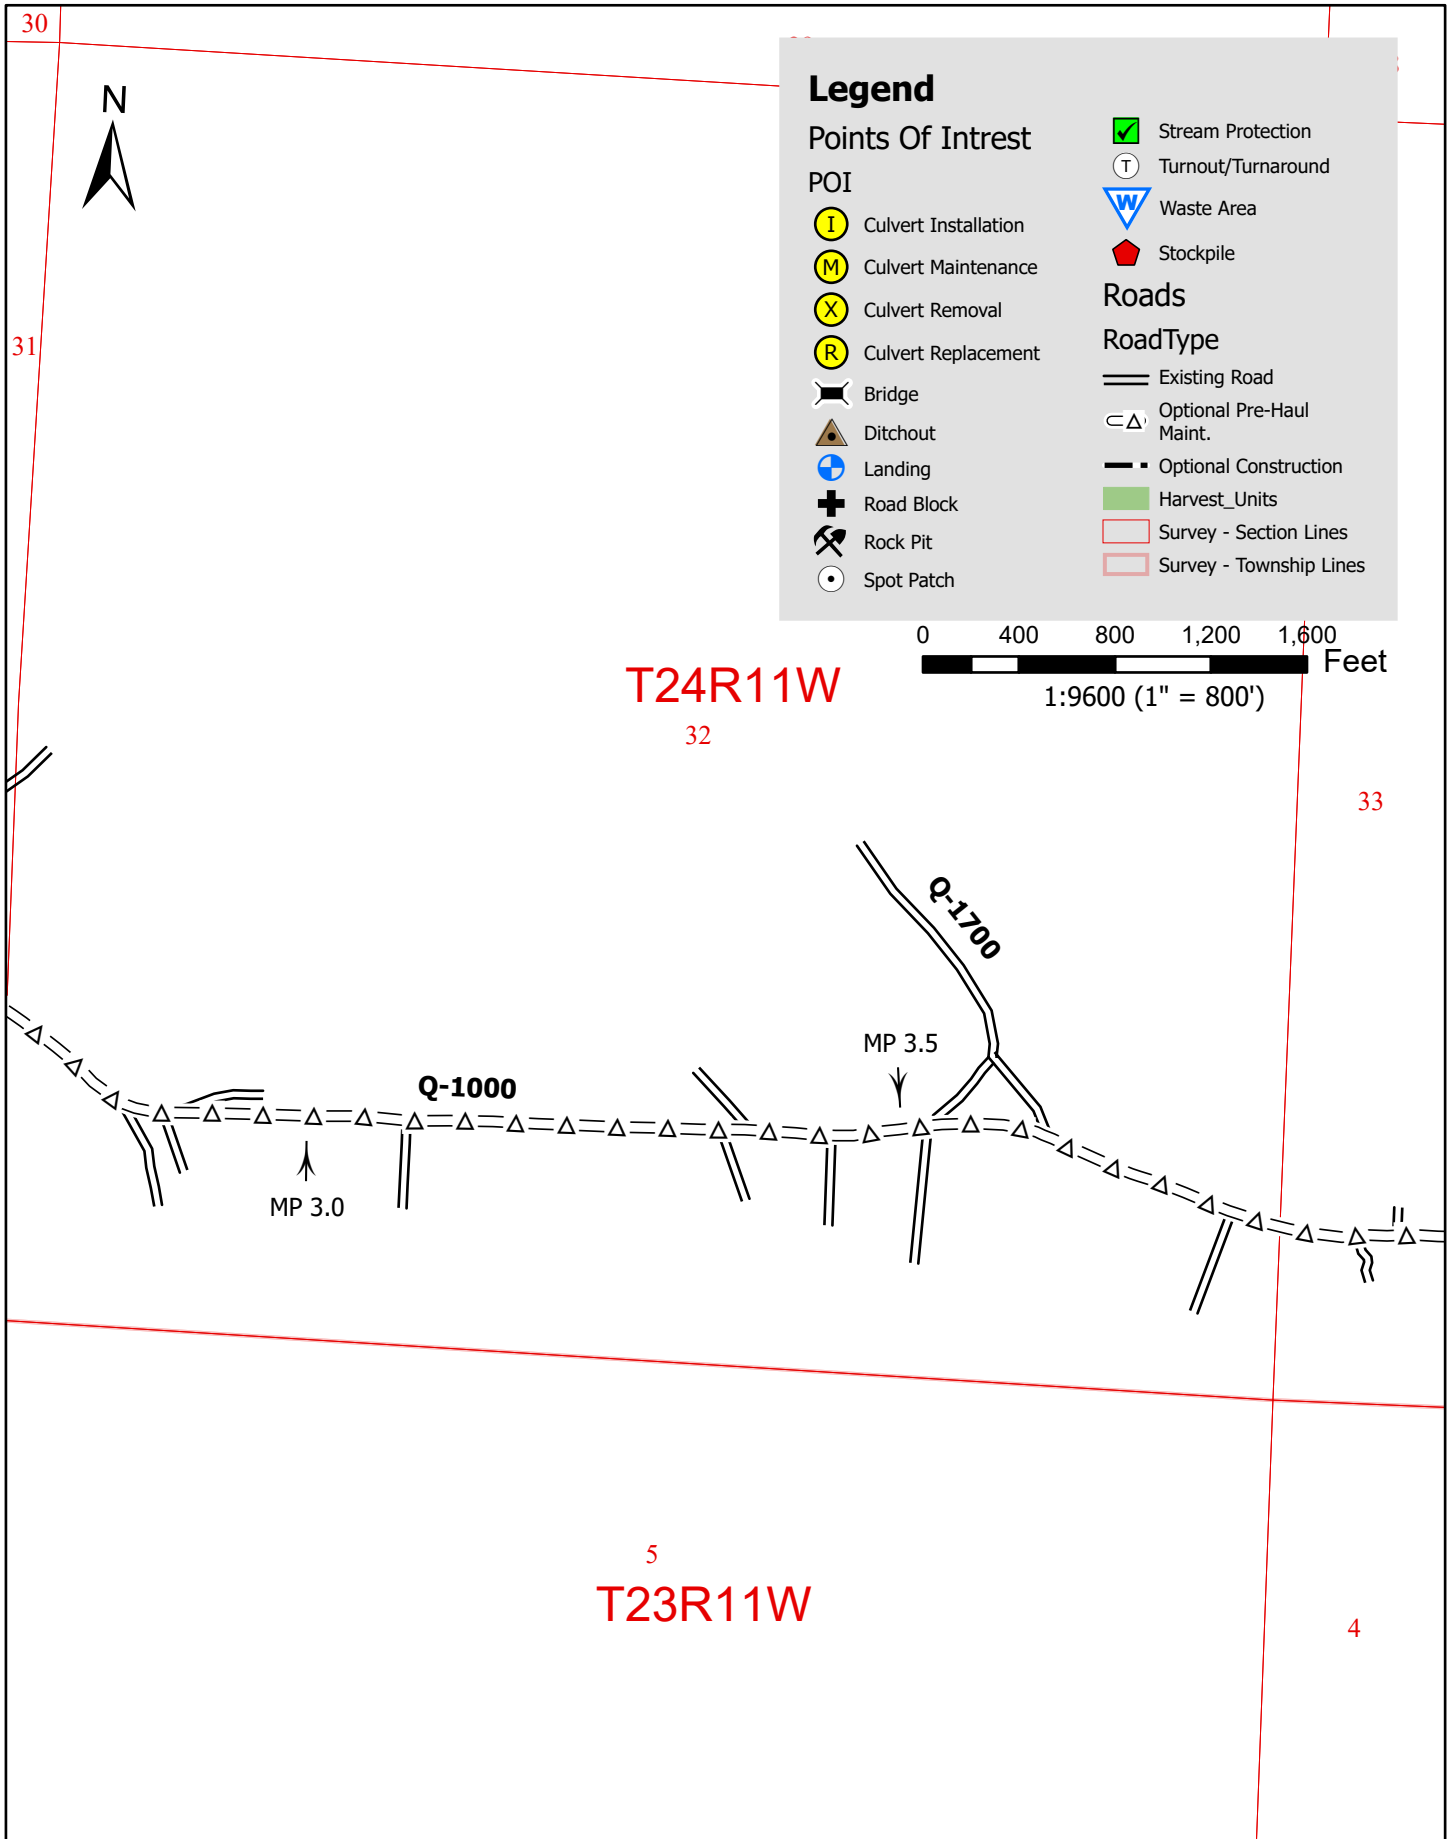 30
N
31
Legend
Points Of Intrest
POI
I Culvert Installation
M Culvert Maintenance
X Culvert Removal
R Culvert Replacement
Bridge
Ditchout
Landing
Road Block
Rock Pit
Spot Patch
Stream Protection
T Turnout/Turnaround
W Waste Area
Stockpile
Roads
RoadType
Existing Road
Optional Pre-Haul
Maint.
Optional Construction
Harvest_Units
Survey - Section Lines
Survey - Township Lines
0 400 800 1,200 1,600
Feet
1:9600 (1" = 800')
T24R11W
32
33
Q-1700
MP 3.5
Q-1000
MP 3.0
5
T23R11W
4